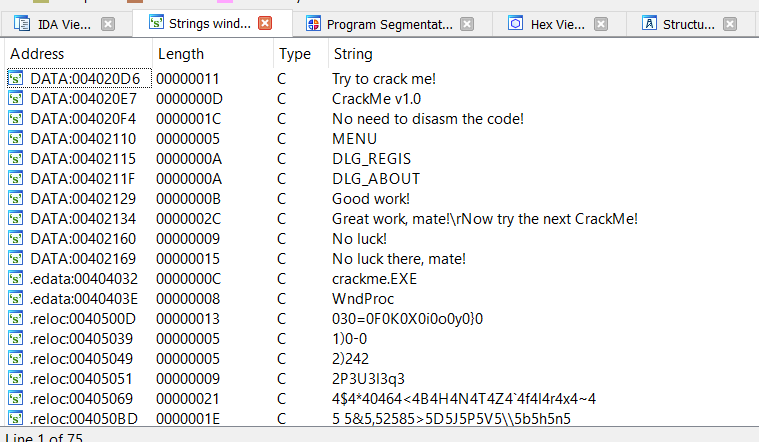 IDA Vie... Strings wind... Program Segmentat... Hex Vie... Structu...
Address Length Type String
DATA:004020D6 00000011 C Try to crack me!
DATA:004020E7 0000000D C CrackMe v1.0
DATA:004020F4 0000001C C No need to disasm the code!
DATA:00402110 00000005 C MENU
DATA:00402115 0000000A C DLG_REGIS
DATA:0040211F 0000000A C DLG_ABOUT
DATA:00402129 0000000B C Good work!
DATA:00402134 0000002C C Great work, mate!\rNow try the next CrackMe!
DATA:00402160 00000009 C No luck!
DATA:00402169 00000015 C No luck there, mate!
.edata:00404032 0000000C C crackme.EXE
.edata:0040403E 00000008 C WndProc
.reloc:0040500D 00000013 C 030=0F0K0X0i0o0y0}0
.reloc:00405039 00000005 C 1)0-0
.reloc:00405049 00000005 C 2)242
.reloc:00405051 00000009 C 2P3U3l3q3
.reloc:00405069 00000021 C 4$4*40464<4B4H4N4T4Z4`4f4l4r4x4~4
.reloc:004050BD 0000001E C 5 5&5,52585>5D5J5P5V5\\5b5h5n5
Line 1 of 75